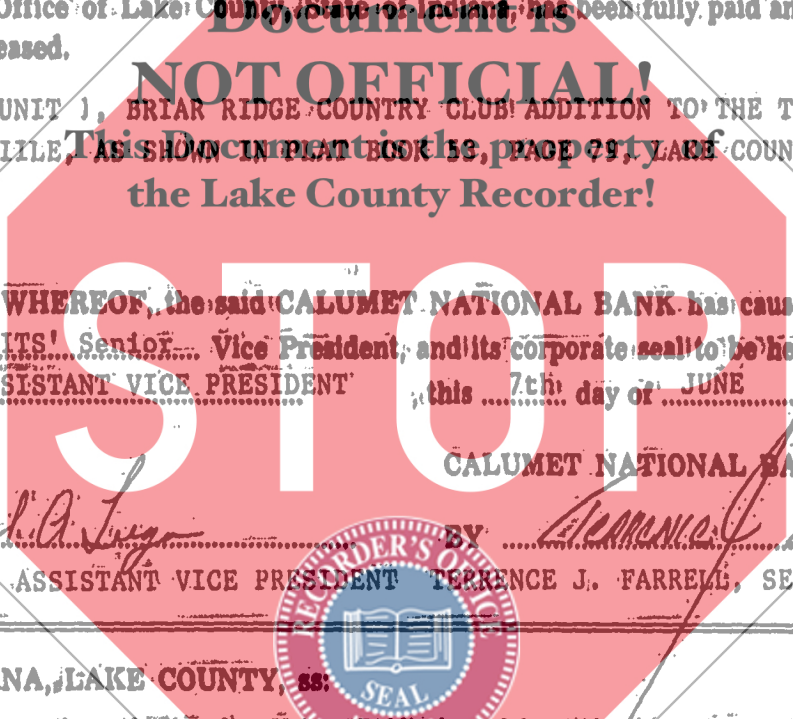 Office of Lake County, State of Indiana, has been fully paid an
Document is
eased.
NOT OFFICIAL!
UNIT 1, BRIAR RIDGE COUNTRY CLUB ADDITION TO THE T
This Document is the property of
AS SHOWN IN PLAT BOOK 53, PAGE 79, LAKE COUN
the Lake County Recorder!
STOP
WHEREOF, the said CALUMET NATIONAL BANK has caus
ITS' Senior Vice President, and its corporate seal to be he
SISTANT VICE PRESIDENT, this 7th day of JUNE
CALUMET NATIONAL BA
BY
ASSISTANT VICE PRESIDENT TERRENCE J. FARRELL, SE
RECORDER'S OFFICE
SEAL
NA, LAKE COUNTY, ss: